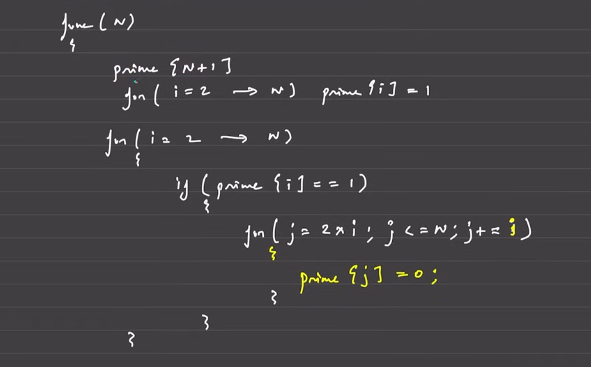 func(N)
{
prime[N+1]
for( i=2 → N) prime[i]=1
for( i= 2 → N)
{
if (prime[i]==1)
{
for( j= 2*i; j<=N; j+=i)
{
prime[j]=0;
}
}
}